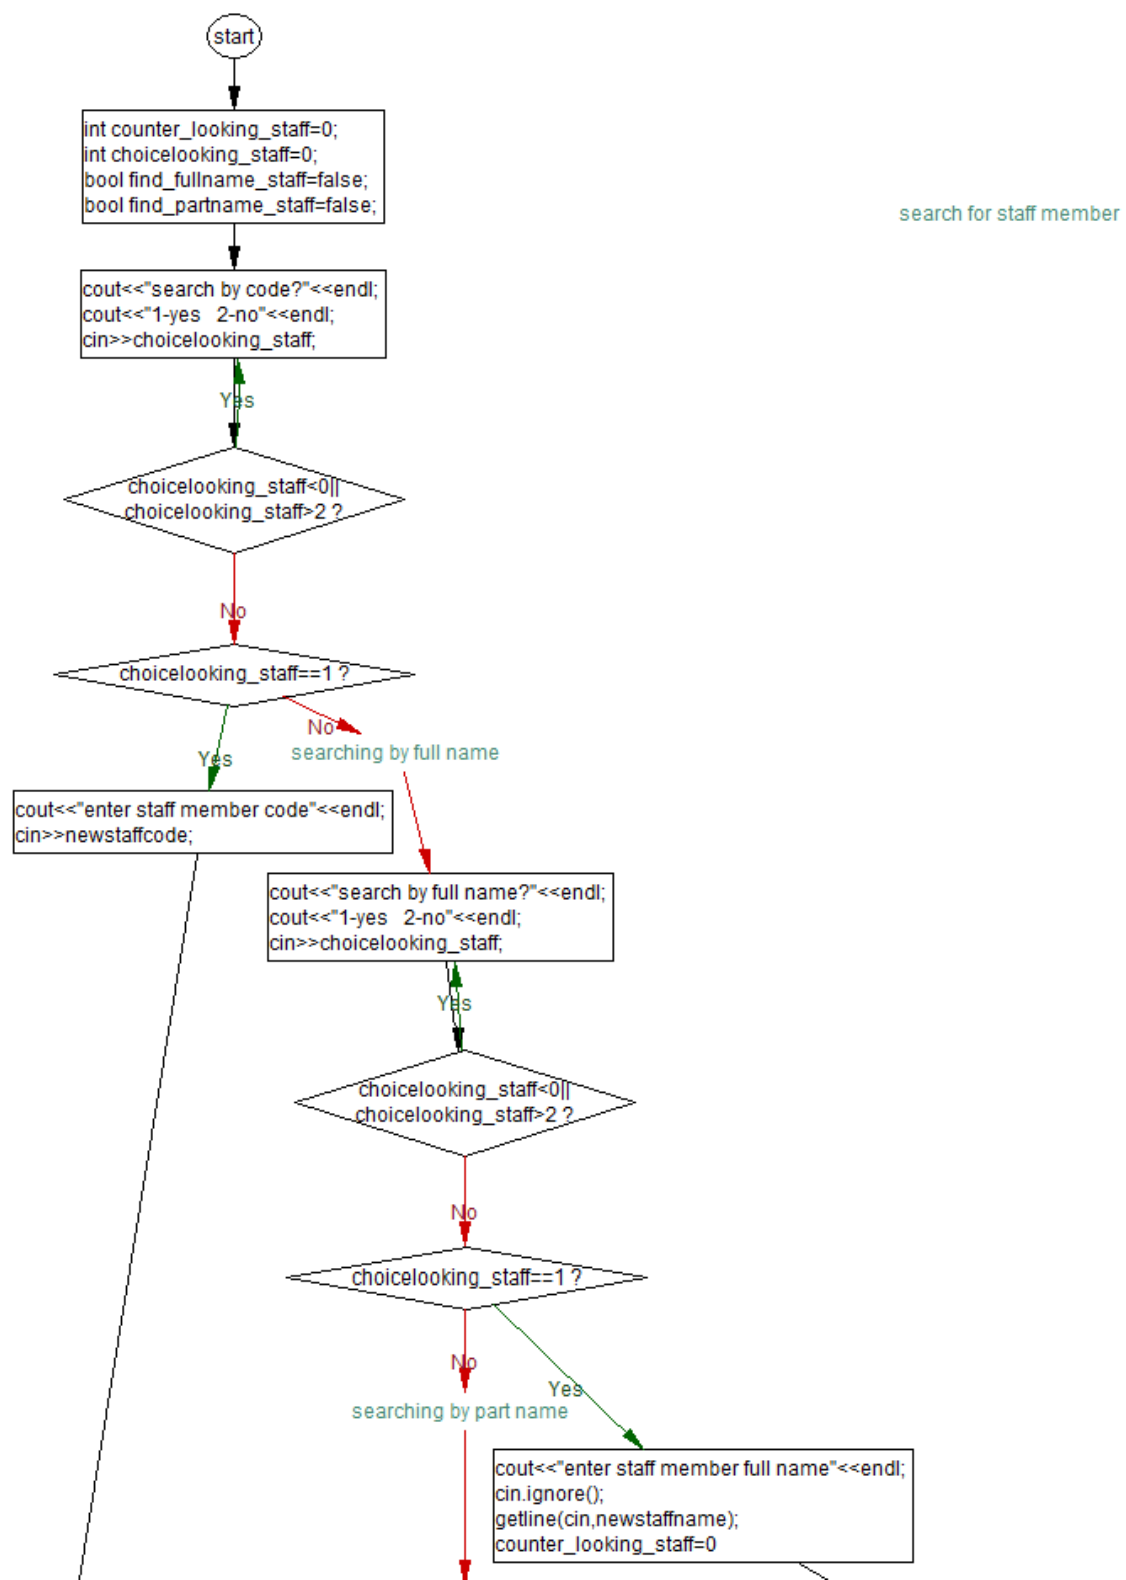 start
int counter_looking_staff=0;
int choicelooking_staff=0;
bool find_fullname_staff=false;
bool find_partname_staff=false;
search for staff member
cout<<"search by code?"<<endl;
cout<<"1-yes   2-no"<<endl;
cin>>choicelooking_staff;
Yes
choicelooking_staff<0||
choicelooking_staff>2 ?
No
choicelooking_staff==1 ?
No
searching by full name
Yes
cout<<"enter staff member code"<<endl;
cin>>newstaffcode;
cout<<"search by full name?"<<endl;
cout<<"1-yes   2-no"<<endl;
cin>>choicelooking_staff;
Yes
choicelooking_staff<0||
choicelooking_staff>2 ?
No
choicelooking_staff==1 ?
No
Yes
searching by part name
cout<<"enter staff member full name"<<endl;
cin.ignore();
getline(cin,newstaffname);
counter_looking_staff=0